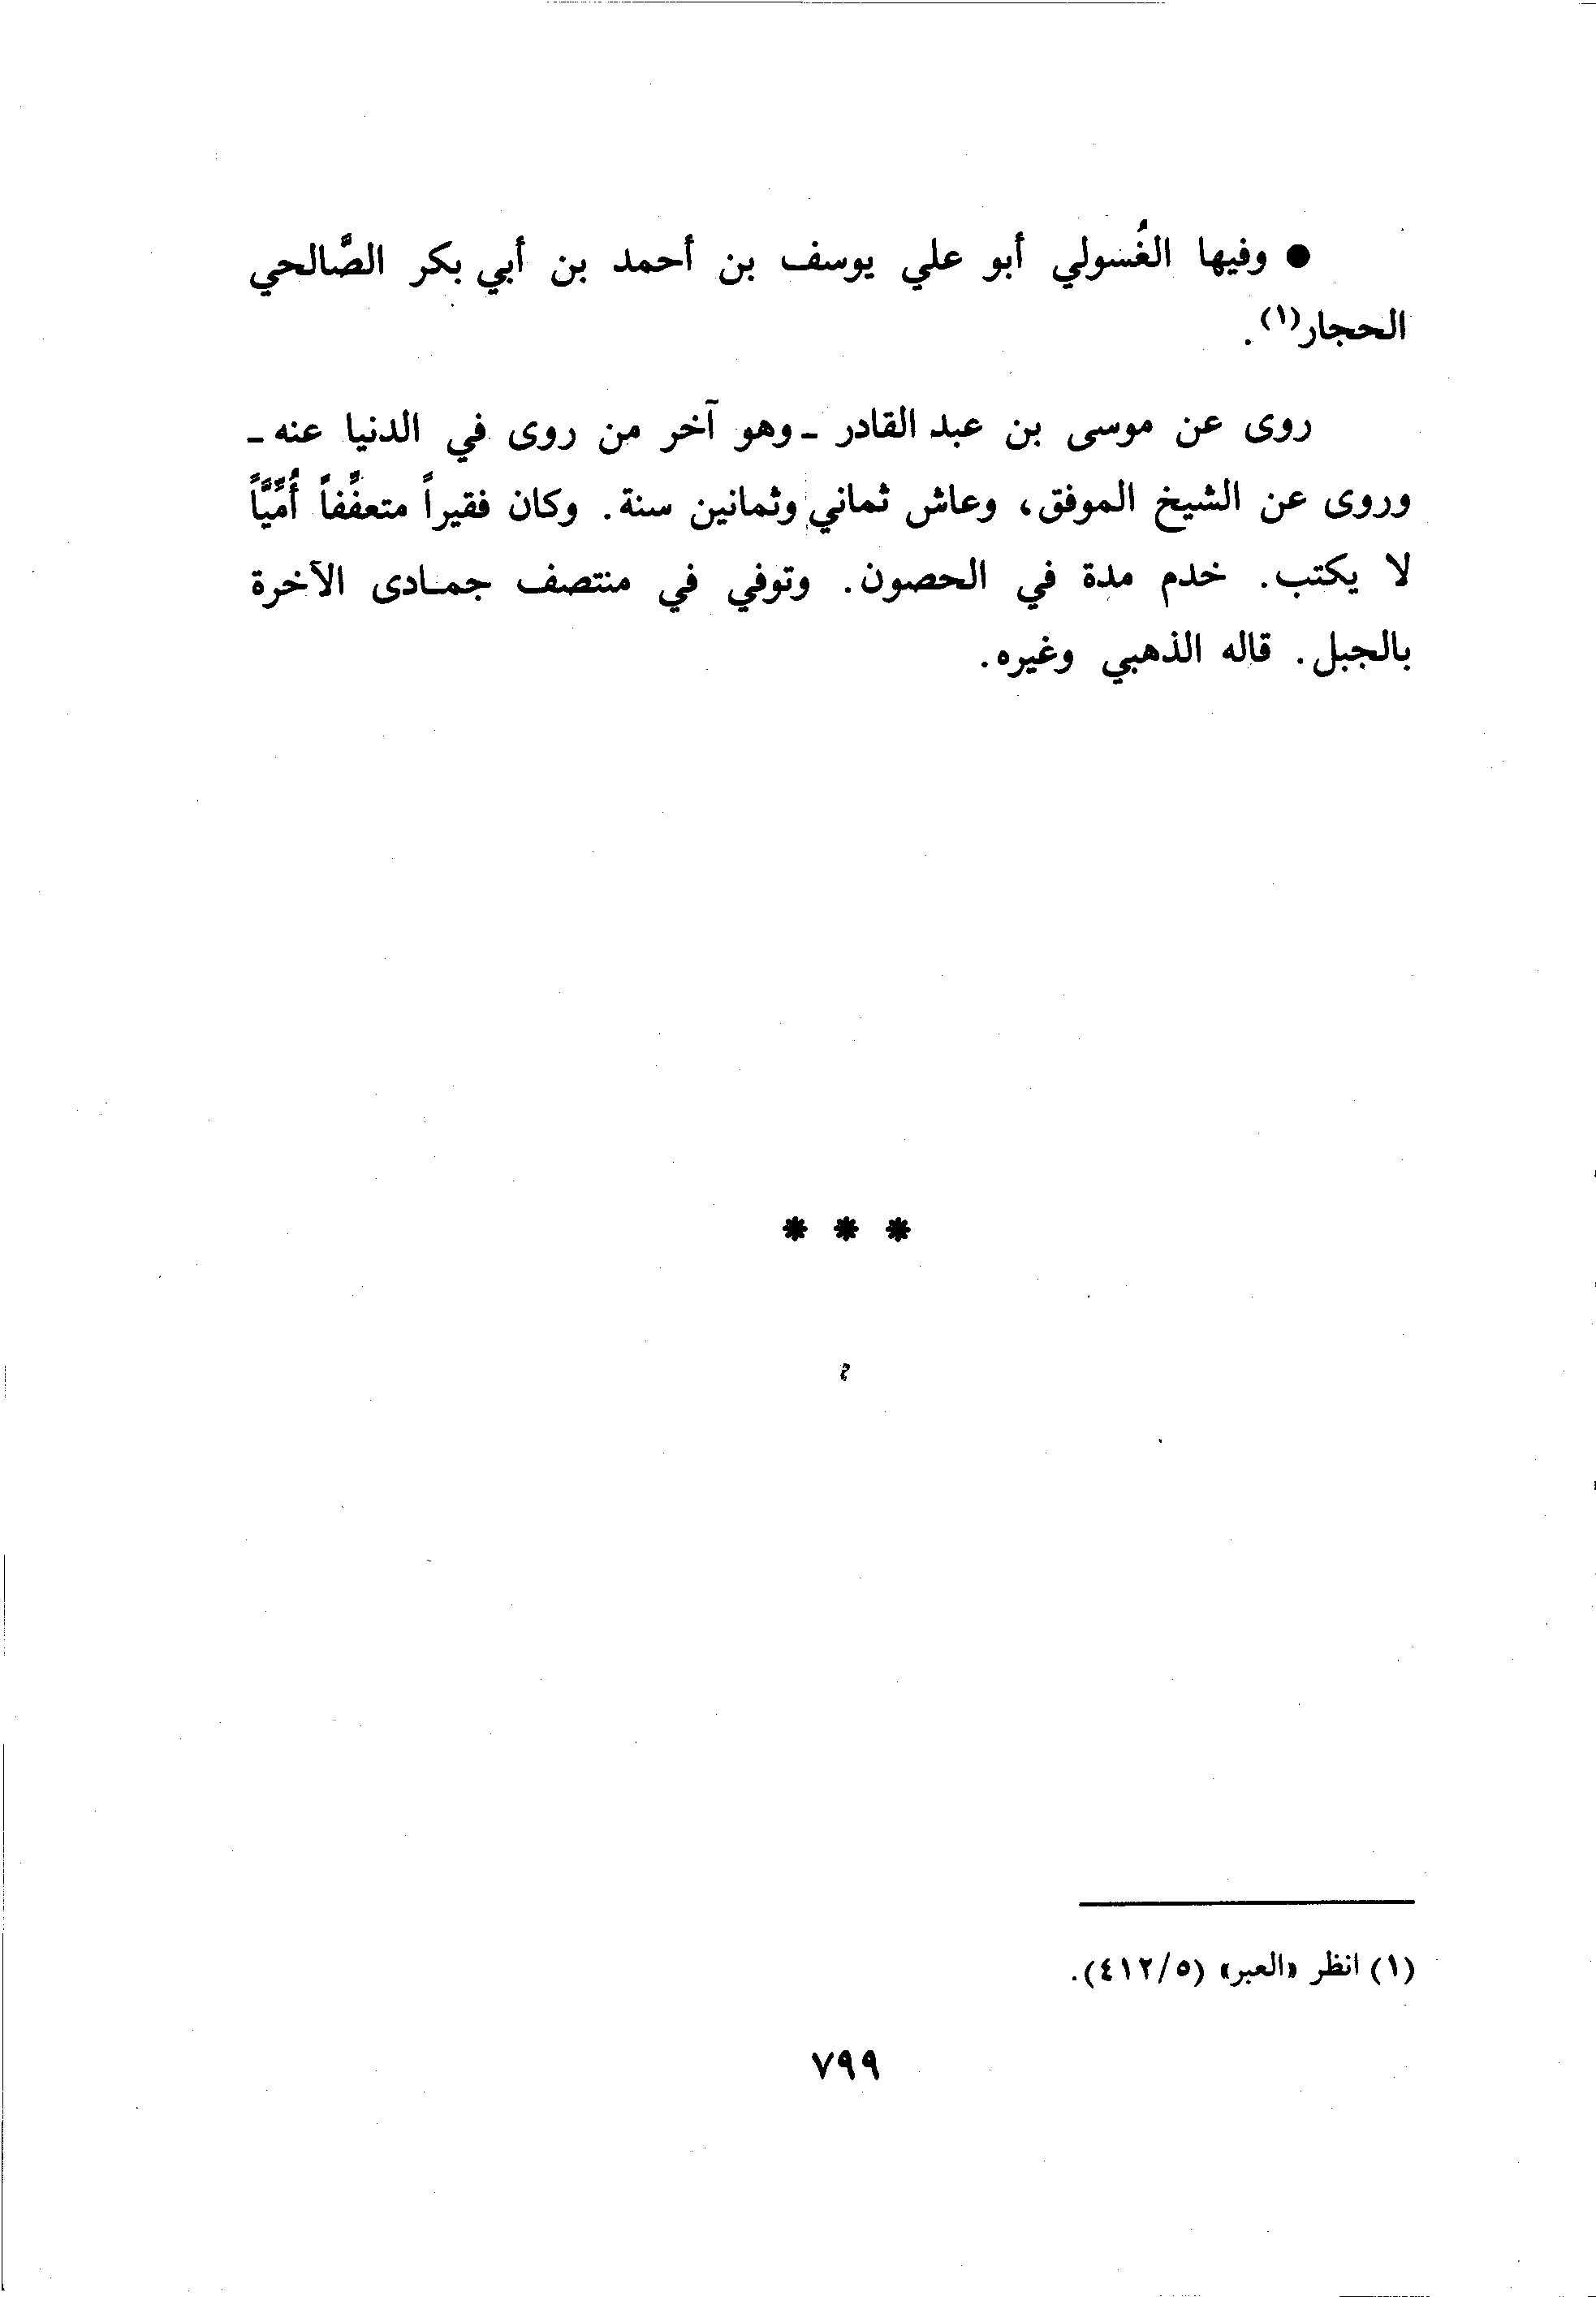 ● وفيها الغُسولي أبو علي يوسف بن أحمد بن أبي بكر الصَّالحي
الحجار(١).
روى عن موسى بن عبد القادر ـ وهو آخر من روى في الدنيا عنه ـ
وروى عن الشيخ الموفق، وعاش ثماني وثمانين سنة. وكان فقيراً متعفِّفاً أُمِّيَّاً
لا يكتب. خدم مدة في الحصون. وتوفي في منتصف جمـادى الآخرة
بالجبل. قاله الذهبي وغيره.
* * *
(١) انظر «العبر» (٤١٢/٥).
٧٩٩